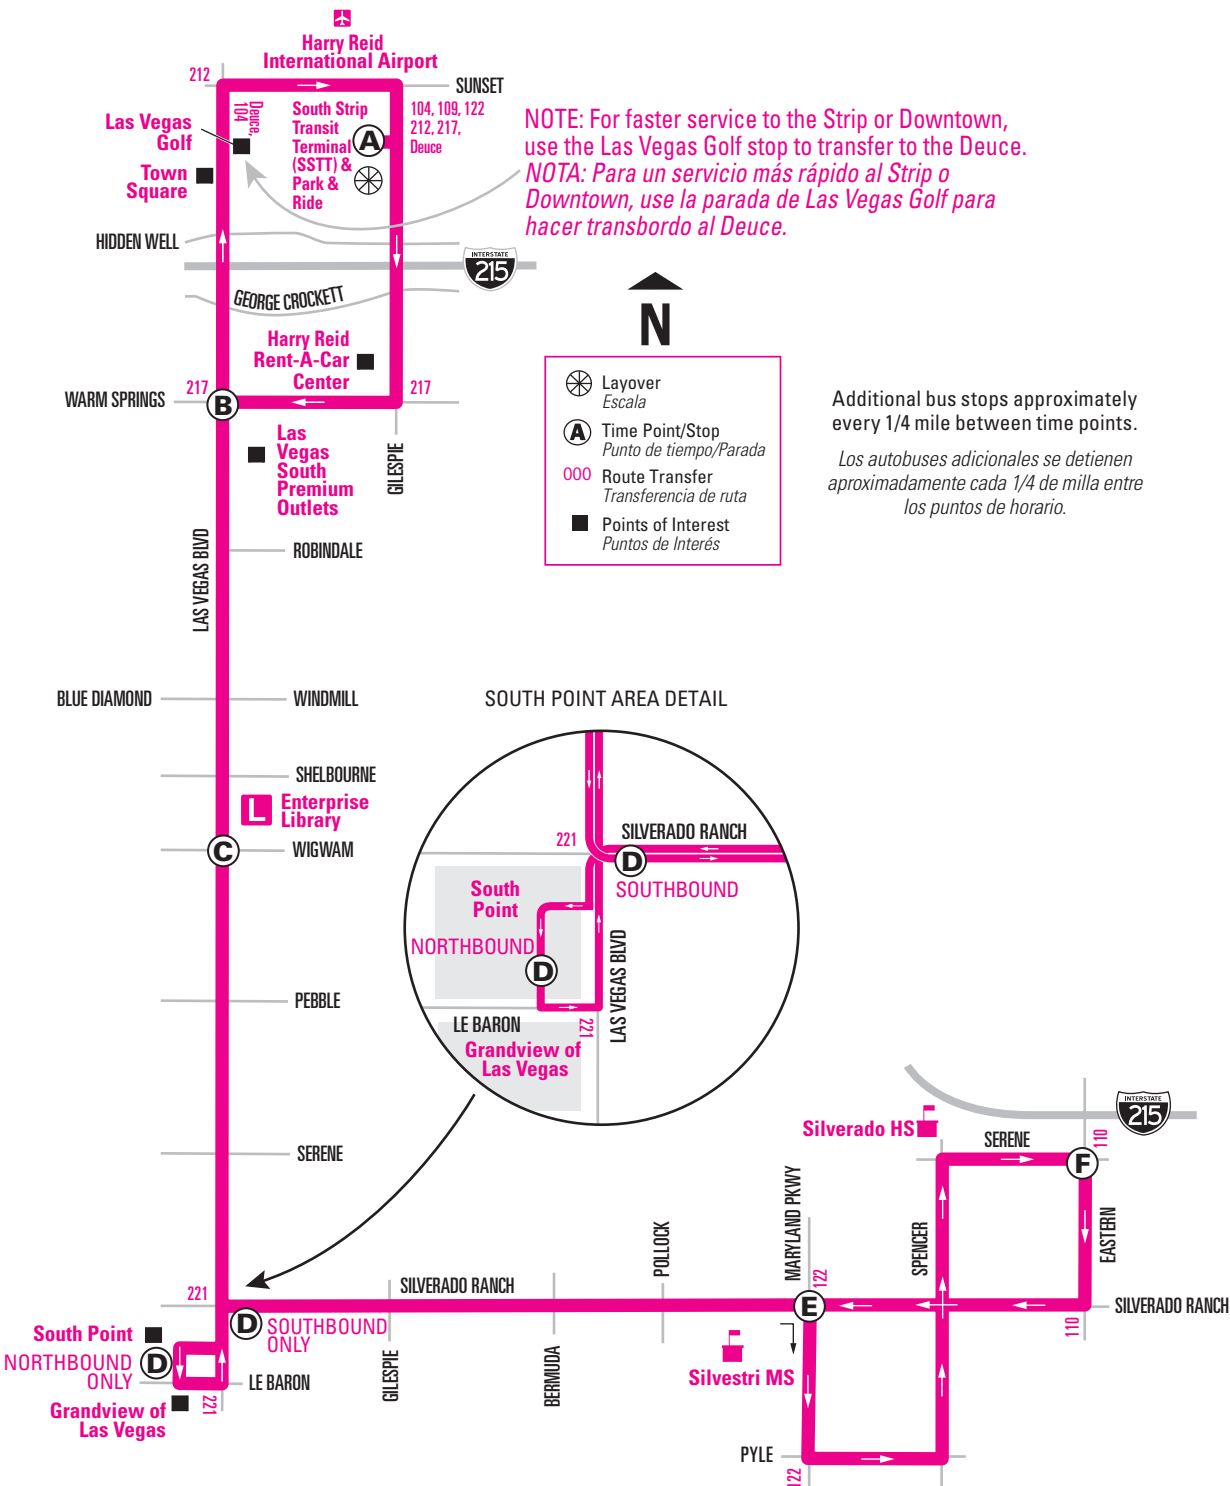 Harry Reid
International Airport
212
SUNSET
Deuce,
104
Las Vegas
Golf
Town
Square
South Strip
Transit
Terminal
(SSTT) &
Park &
Ride
A
104, 109, 122
212, 217,
Deuce
NOTE: For faster service to the Strip or Downtown,
use the Las Vegas Golf stop to transfer to the Deuce.
NOTA: Para un servicio más rápido al Strip o
Downtown, use la parada de Las Vegas Golf para
hacer transbordo al Deuce.
HIDDEN WELL
INTERSTATE
215
GEORGE CROCKETT
N
Harry Reid
Rent-A-Car
Center
WARM SPRINGS
217
B
217
Las
Vegas
South
Premium
Outlets
GILESPIE
Layover
Escala
A
Time Point/Stop
Punto de tiempo/Parada
000
Route Transfer
Transferencia de ruta
Points of Interest
Puntos de Interés
Additional bus stops approximately
every 1/4 mile between time points.
Los autobuses adicionales se detienen
aproximadamente cada 1/4 de milla entre
los puntos de horario.
LAS VEGAS BLVD
ROBINDALE
BLUE DIAMOND
WINDMILL
SHELBOURNE
L
Enterprise
Library
C
WIGWAM
PEBBLE
SERENE
SOUTH POINT AREA DETAIL
SILVERADO RANCH
221
D
SOUTHBOUND
South
Point
NORTHBOUND
D
LAS VEGAS BLVD
LE BARON
221
Grandview of
Las Vegas
INTERSTATE
215
Silverado HS
SERENE
110
F
MARYLAND PKWY
SPENCER
EASTERN
POLLOCK
122
221
SILVERADO RANCH
E
SILVERADO RANCH
110
D
SOUTHBOUND
ONLY
South Point
NORTHBOUND
ONLY
D
LE BARON
221
Grandview of
Las Vegas
GILESPIE
BERMUDA
Silvestri MS
PYLE
122